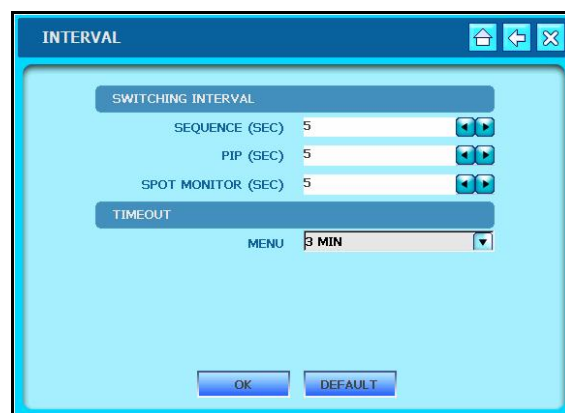 INTERVAL
SWITCHING INTERVAL
SEQUENCE (SEC) 5
PIP (SEC) 5
SPOT MONITOR (SEC) 5
TIMEOUT
MENU 3 MIN
OK DEFAULT